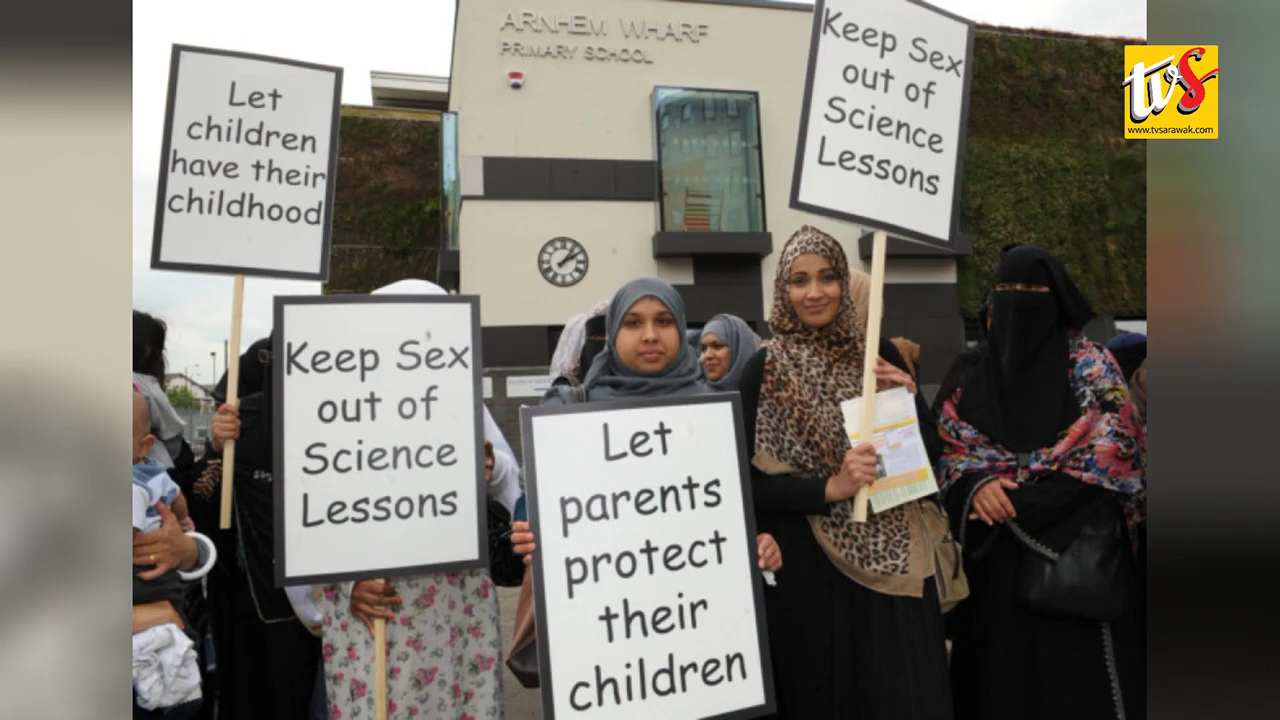 ARNHEM WHARF
PRIMARY SCHOOL
Let
children
have their
childhood
Keep Sex
out of
Science
Lessons
Keep Sex
out of
Science
Lessons
Let
parents
protect
their
children
tvS
www.tvsarawak.com